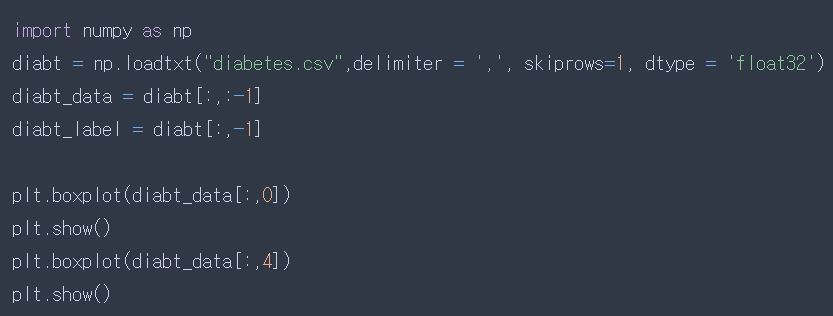 import numpy as np
diabt = np.loadtxt("diabetes.csv",delimiter = ',', skiprows=1, dtype = 'float32')
diabt_data = diabt[:,:-1]
diabt_label = diabt[:,-1]
plt.boxplot(diabt_data[:,0])
plt.show()
plt.boxplot(diabt_data[:,4])
plt.show()